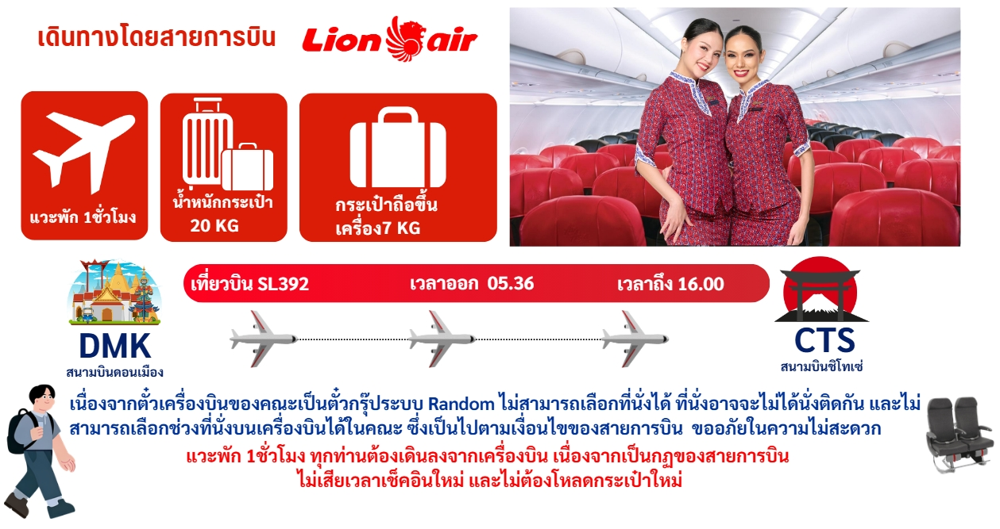 เดินทางโดยสายการบิน
Lion air
แวะพัก 1ชั่วโมง
น้ำหนักกระเป๋า
20 KG
กระเป๋าถือขึ้น
เครื่อง7 KG
เที่ยวบิน SL392
เวลาออก 05.36
เวลาถึง 16.00
DMK
สนามบินดอนเมือง
CTS
สนามบินชิโทเซ่
เนื่องจากตั๋วเครื่องบินของคณะเป็นตั๋วกรุ๊ประบบ Random ไม่สามารถเลือกที่นั่งได้ ที่นั่งอาจจะไม่ได้นั่งติดกัน และไม่
สามารถเลือกช่วงที่นั่งบนเครื่องบินได้ในคณะ ซึ่งเป็นไปตามเงื่อนไขของสายการบิน ขออภัยในความไม่สะดวก
แวะพัก 1ชั่วโมง ทุกท่านต้องเดินลงจากเครื่องบิน เนื่องจากเป็นกฏของสายการบิน
ไม่เสียเวลาเช็คอินใหม่ และไม่ต้องโหลดกระเป๋าใหม่